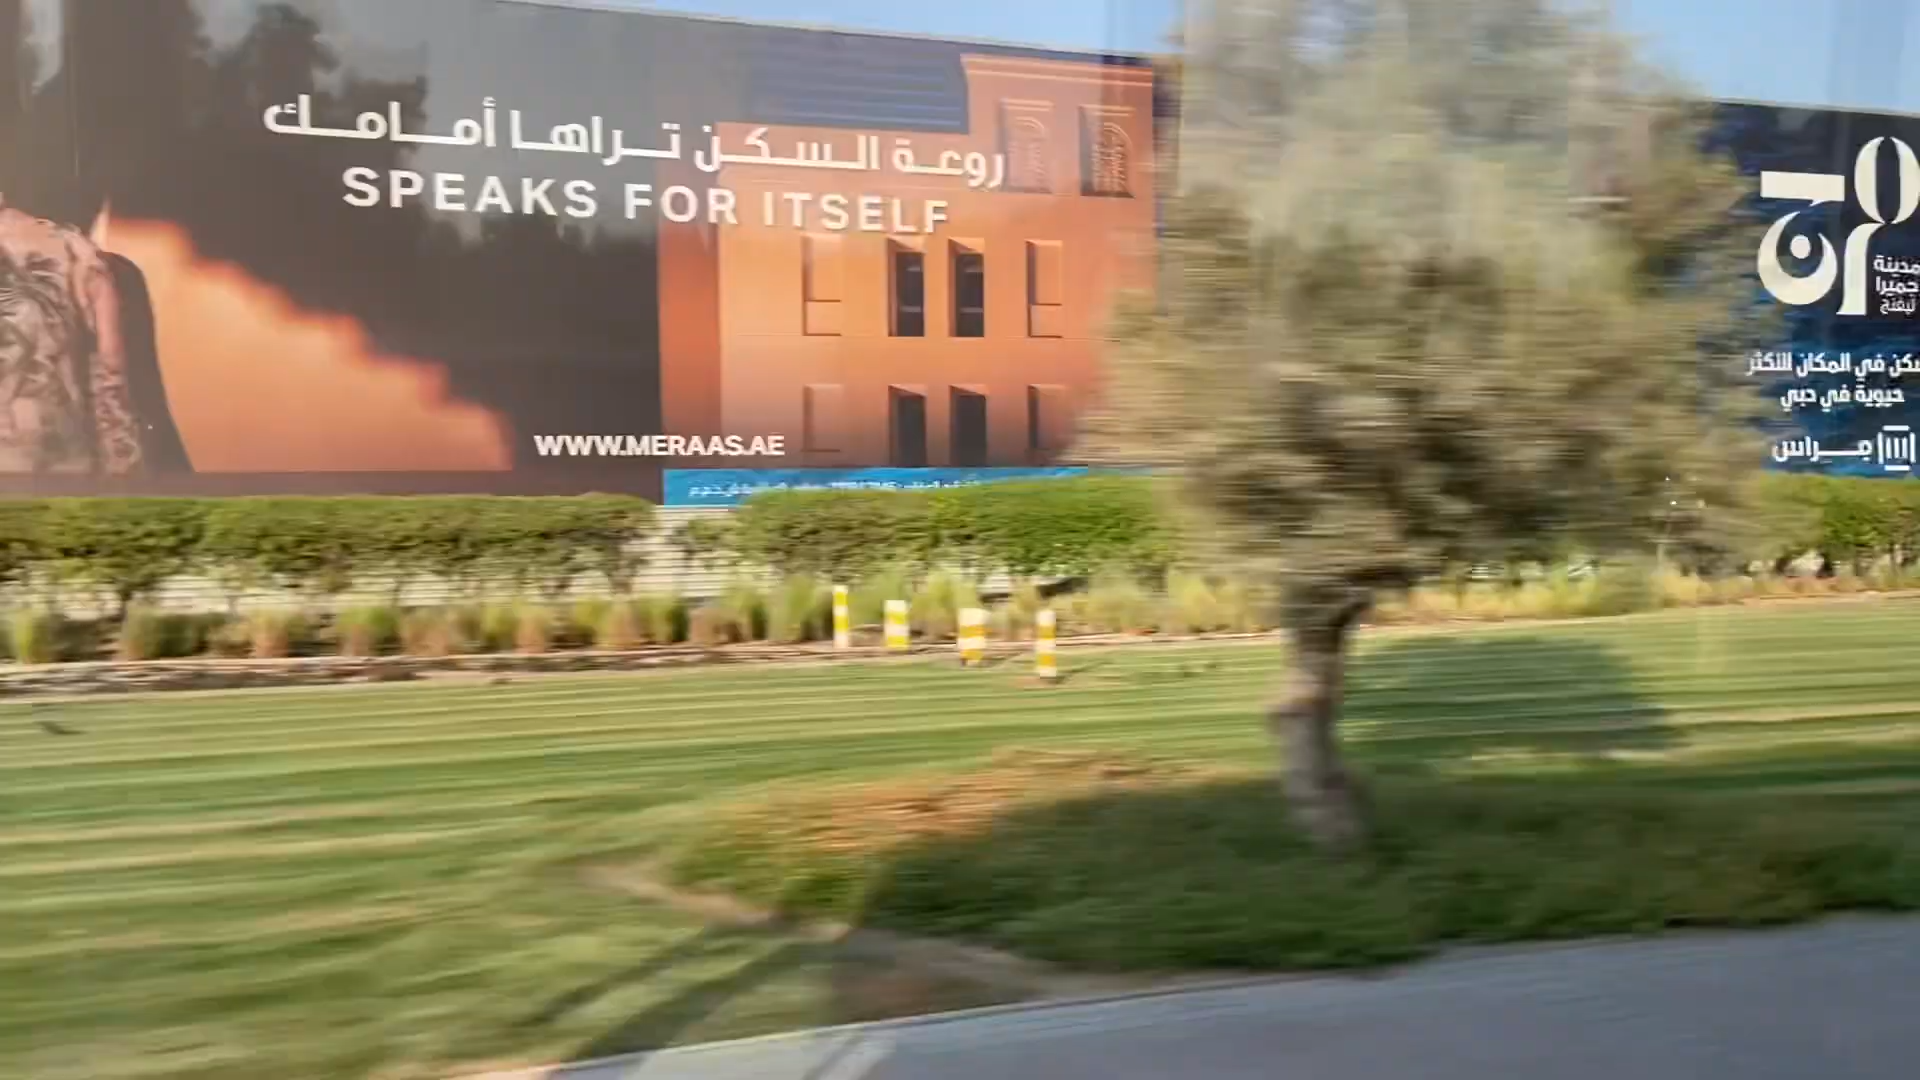 روعة السكن تراها أمامك
SPEAKS FOR ITSELF
WWW.MERAAS.AE
مدينة
جميرا
ليفنج
سكن في المكان الأكثر
حيوية في دبي
مراس